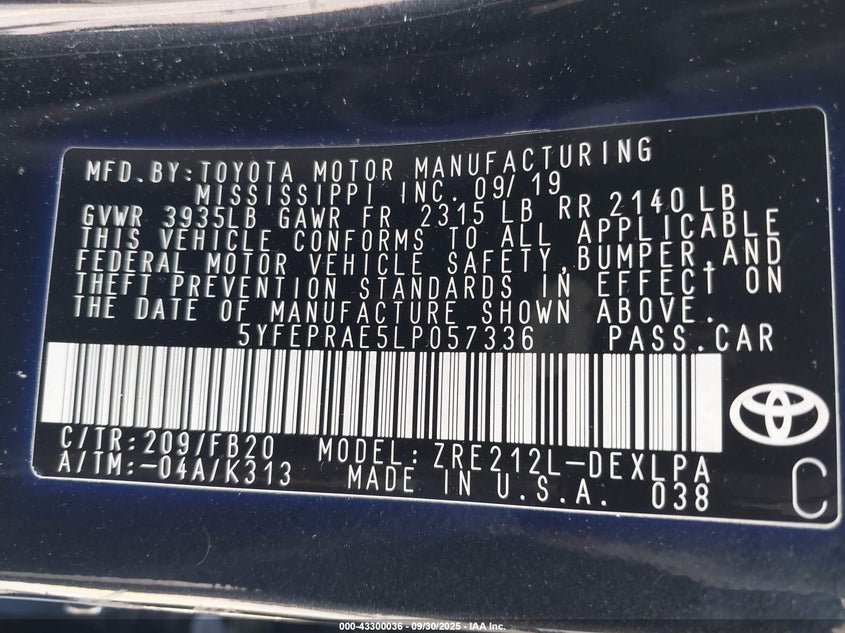 MFD.BY:TOYOTA MOTOR MANUFACTURING
MISSISSIPPI INC. 09/19
GVWR 3935LB GAWR FR 2315LB RR 2140LB
THIS VEHICLE CONFORMS TO ALL APPLICABLE
FEDERAL MOTOR VEHICLE SAFETY,BUMPER,AND
THEFT PREVENTION STANDARDS IN EFFECT ON
THE DATE OF MANUFACTURE SHOWN ABOVE.
5YFEPRAE5LP057336 PASS.CAR
C/TR:209/FB20 MODEL:ZRE212L-DEXLPA
A/TM:-04A/K313 MADE IN U.S.A. 038
C
000-43300036 - 09/30/2025 - IAA Inc.